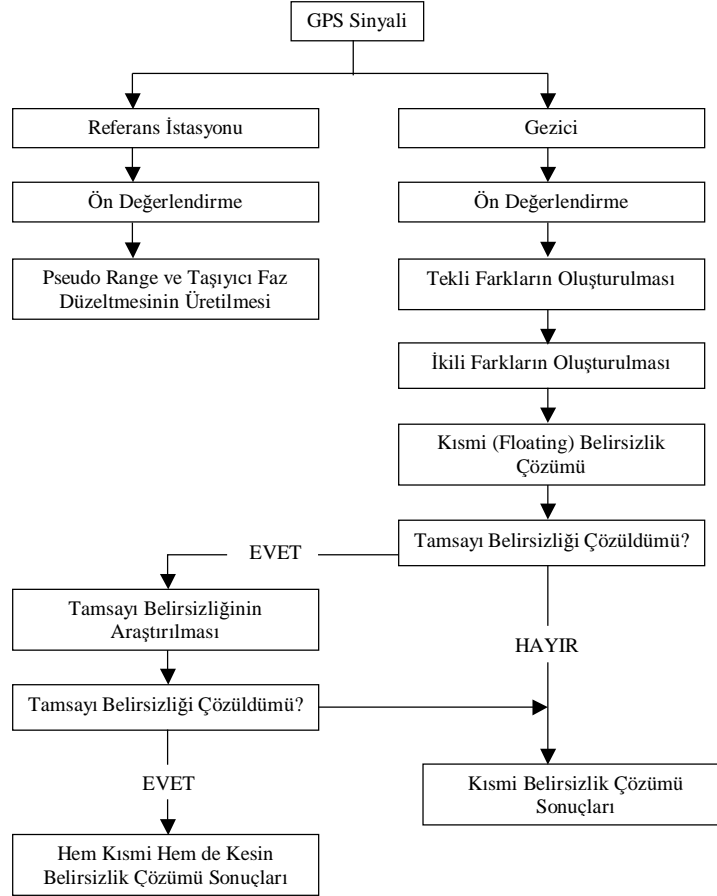 GPS Sinyali
Referans İstasyonu
Gezici
Ön Değerlendirme
Ön Değerlendirme
Pseudo Range ve Taşıyıcı Faz
Düzeltmesinin Üretilmesi
Tekli Farkların Oluşturulması
İkili Farkların Oluşturulması
Kısmi (Floating) Belirsizlik
Çözümü
Tamsayı Belirsizliği Çözüldümü?
EVET
Tamsayı Belirsizliğinin
Araştırılması
HAYIR
Tamsayı Belirsizliği Çözüldümü?
EVET
Kısmi Belirsizlik Çözümü
Sonuçları
Hem Kısmi Hem de Kesin
Belirsizlik Çözümü Sonuçları